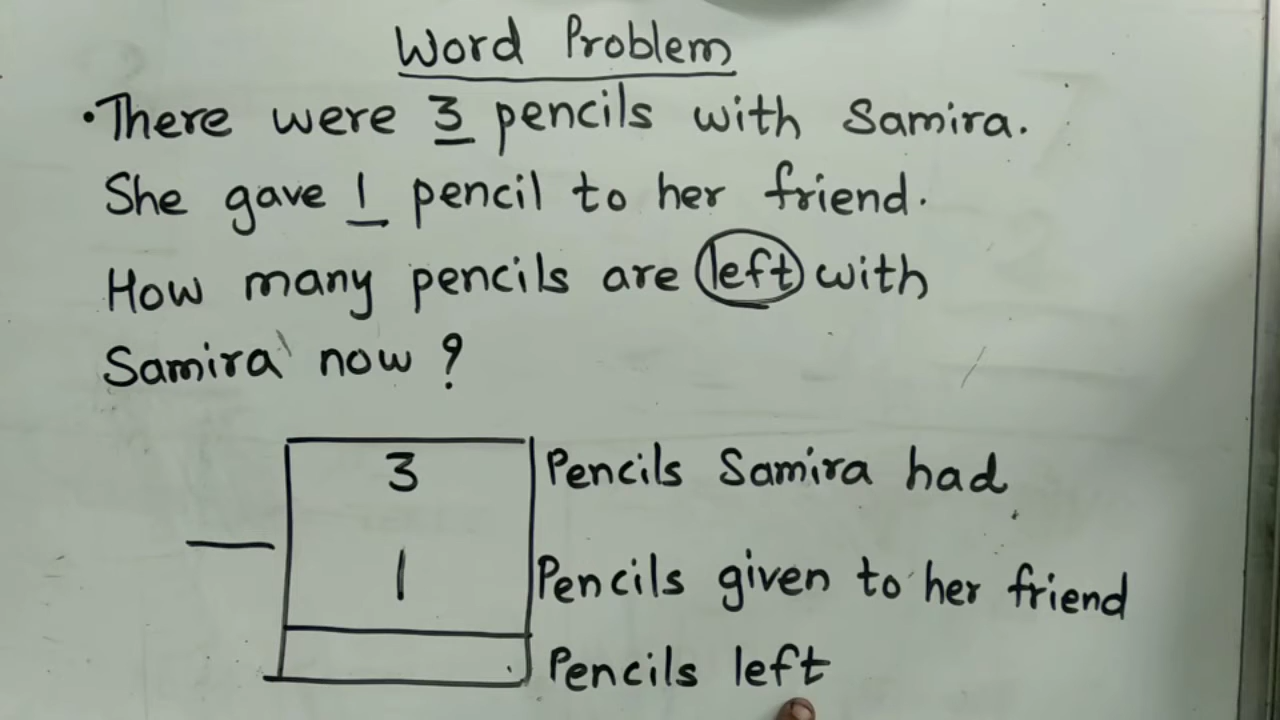 Word Problem
•There were 3 pencils with Samira.
She gave 1 pencil to her friend.
How many pencils are left with
Samira now ?
3 Pencils Samira had
— 1 Pencils given to her friend
Pencils left